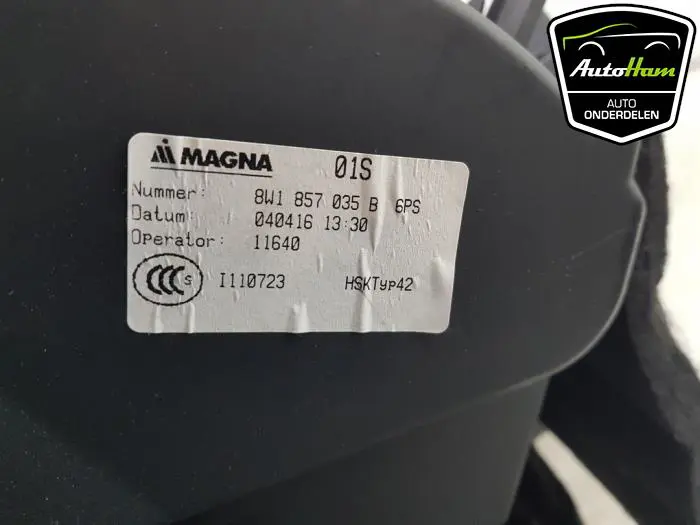 MAGNA 01S
Nummer: 8W1 857 035 B 6PS
Datum: 040416 13:30
Operator: 11640
CCC S I110723 HSKTyp42
AutoHam
AUTO
ONDERDELEN